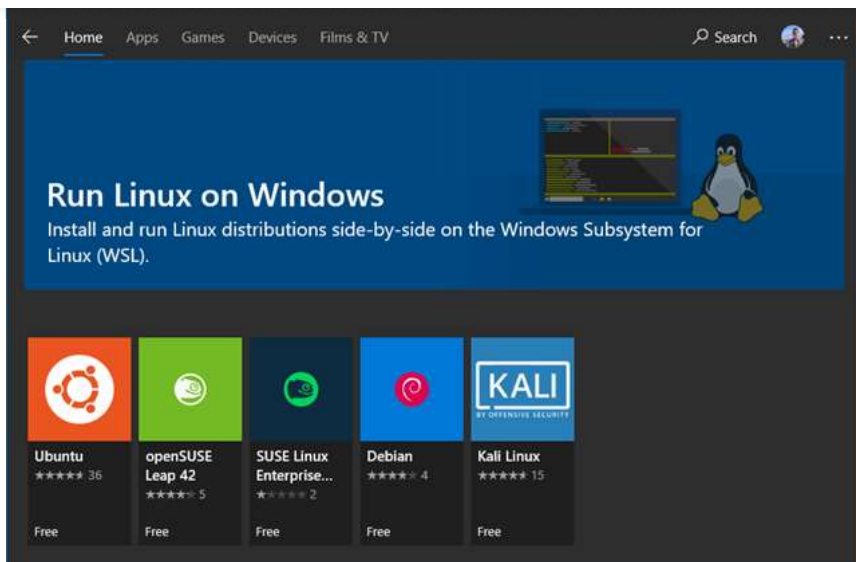 Home Apps Games Devices Films & TV Search
Run Linux on Windows
Install and run Linux distributions side-by-side on the Windows Subsystem for
Linux (WSL).
KALI
BY OFFENSIVE SECURITY
Ubuntu
36
Free
openSUSE
Leap 42
5
Free
SUSE Linux
Enterprise...
2
Free
Debian
4
Free
Kali Linux
15
Free